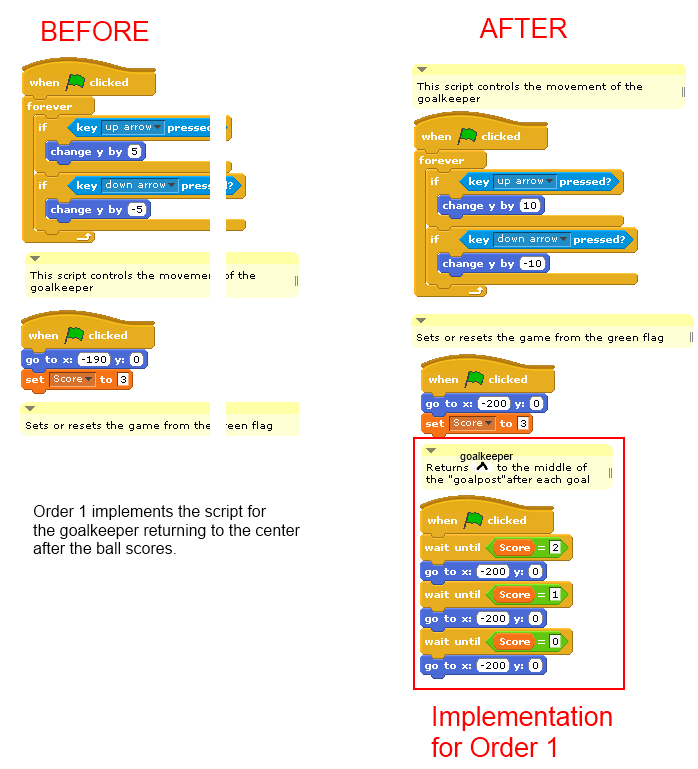 BEFORE
when clicked
forever
if key up arrow pressed
change y by 5
if key down arrow press ?
change y by -5
This script controls the movemen of the
goalkeeper
when clicked
go to x: -190 y: 0
set Score to 3
Sets or resets the game from the een flag
Order 1 implements the script for
the goalkeeper returning to the center
after the ball scores.
AFTER
This script controls the movement of the
goalkeeper
when clicked
forever
if key up arrow pressed?
change y by 10
if key down arrow pressed?
change y by -10
Sets or resets the game from the green flag
when clicked
go to x: -200 y: 0
set Score to 3
goalkeeper
Returns ^ to the middle of
the "goalpost"after each goal
when clicked
wait until Score = 2
go to x: -200 y: 0
wait until Score = 1
go to x: -200 y: 0
wait until Score = 0
go to x: -200 y: 0
Implementation
for Order 1